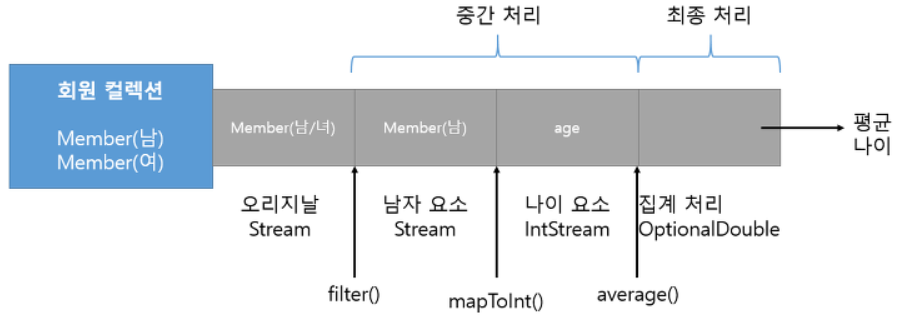 중간 처리
최종 처리
회원 컬렉션
Member(남)
Member(여)
Member(남/녀)
Member(남)
age
평균
나이
오리지날
Stream
남자 요소
Stream
나이 요소
IntStream
집계 처리
OptionalDouble
filter()
mapToInt()
average()